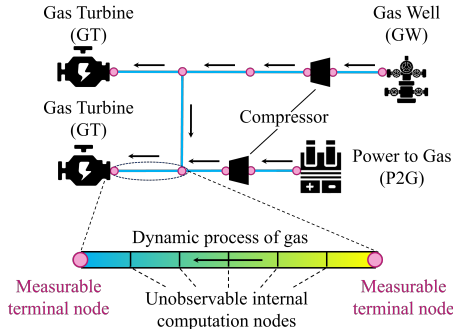 Gas Turbine
(GT)
Gas Well
(GW)
Gas Turbine
(GT)
Compressor
Power to Gas
(P2G)
Dynamic process of gas
Measurable
terminal node
Unobservable internal
computation nodes
Measurable
terminal node